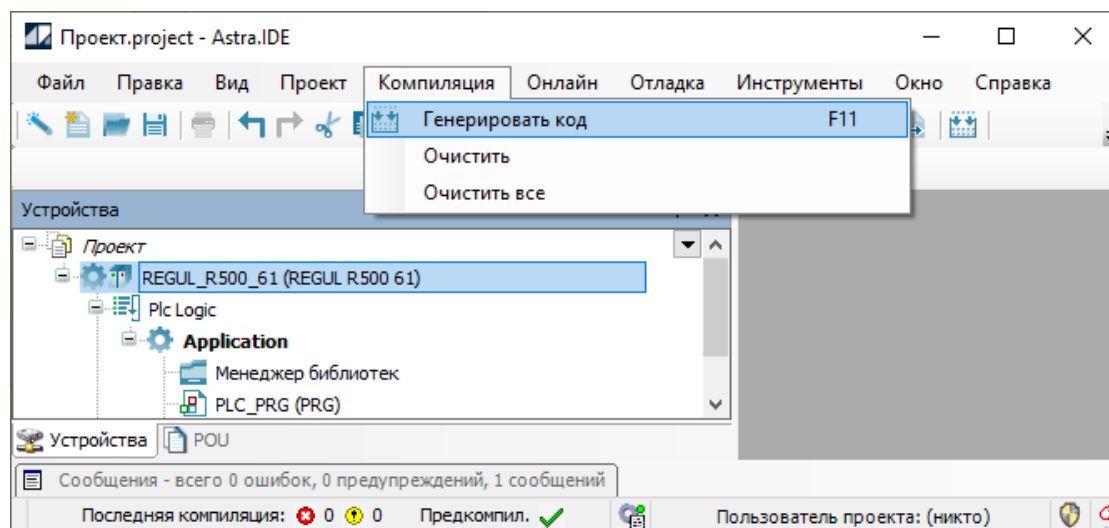 Проект.project - Astra.IDE
Файл Правка Вид Проект Компиляция Онлайн Отладка Инструменты Окно Справка
Генерировать код F11
Очистить
Очистить все
Устройства
Проект
REGUL_R500_61 (REGUL R500 61)
Plc Logic
Application
Менеджер библиотек
PLC_PRG (PRG)
Устройства POU
Сообщения - всего 0 ошибок, 0 предупреждений, 1 сообщений
Последняя компиляция: 0 0 Предкомпил. Пользователь проекта: (никто)